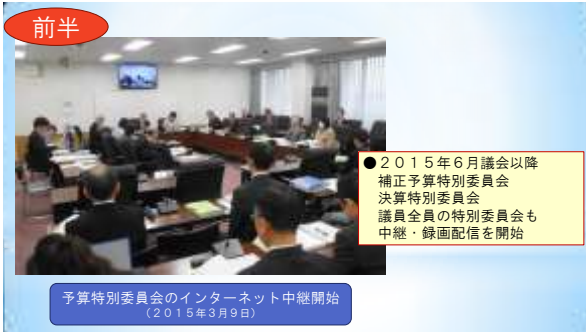 前半
●２０１５年６月議会以降
補正予算特別委員会
決算特別委員会
議員全員の特別委員会も
中継・録画配信を開始
予算特別委員会のインターネット中継開始
（２０１５年３月９日）